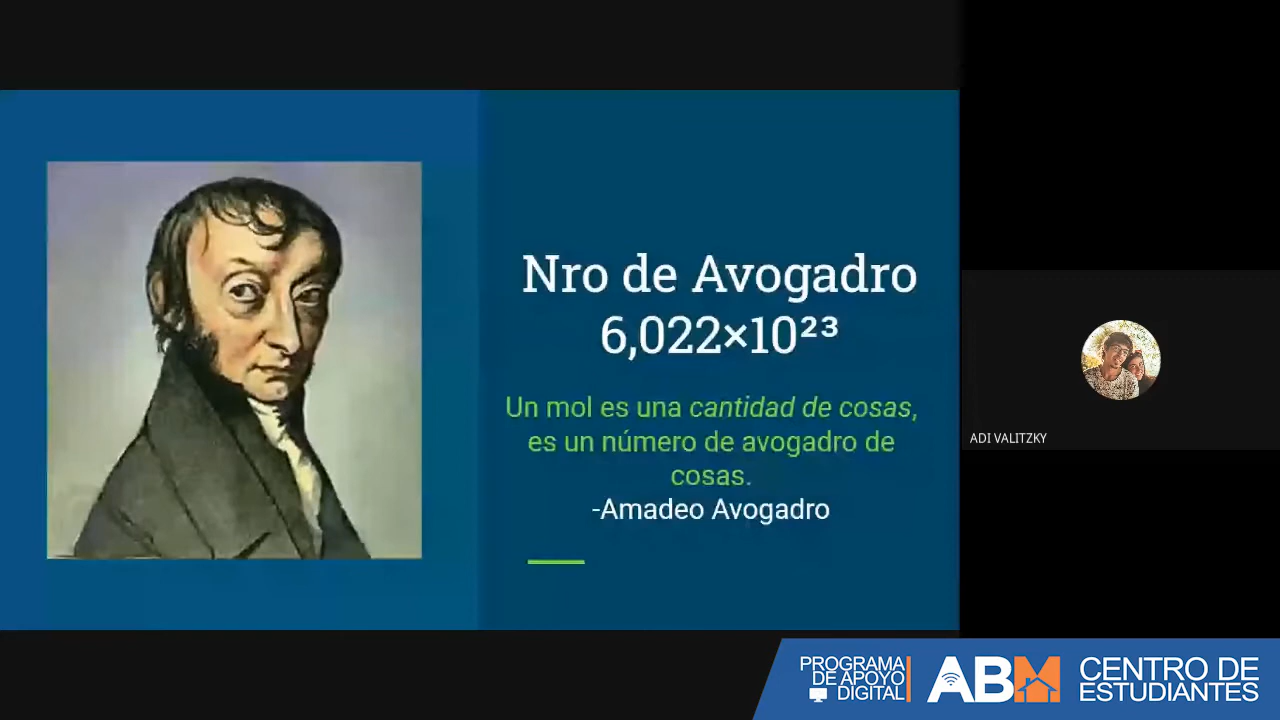 Nro de Avogadro
6,022×10²³
Un mol es una cantidad de cosas,
es un número de avogadro de
cosas.
-Amadeo Avogadro
ADI VALITZKY
PROGRAMA
DE APOYO
DIGITAL
ABM
CENTRO DE
ESTUDIANTES